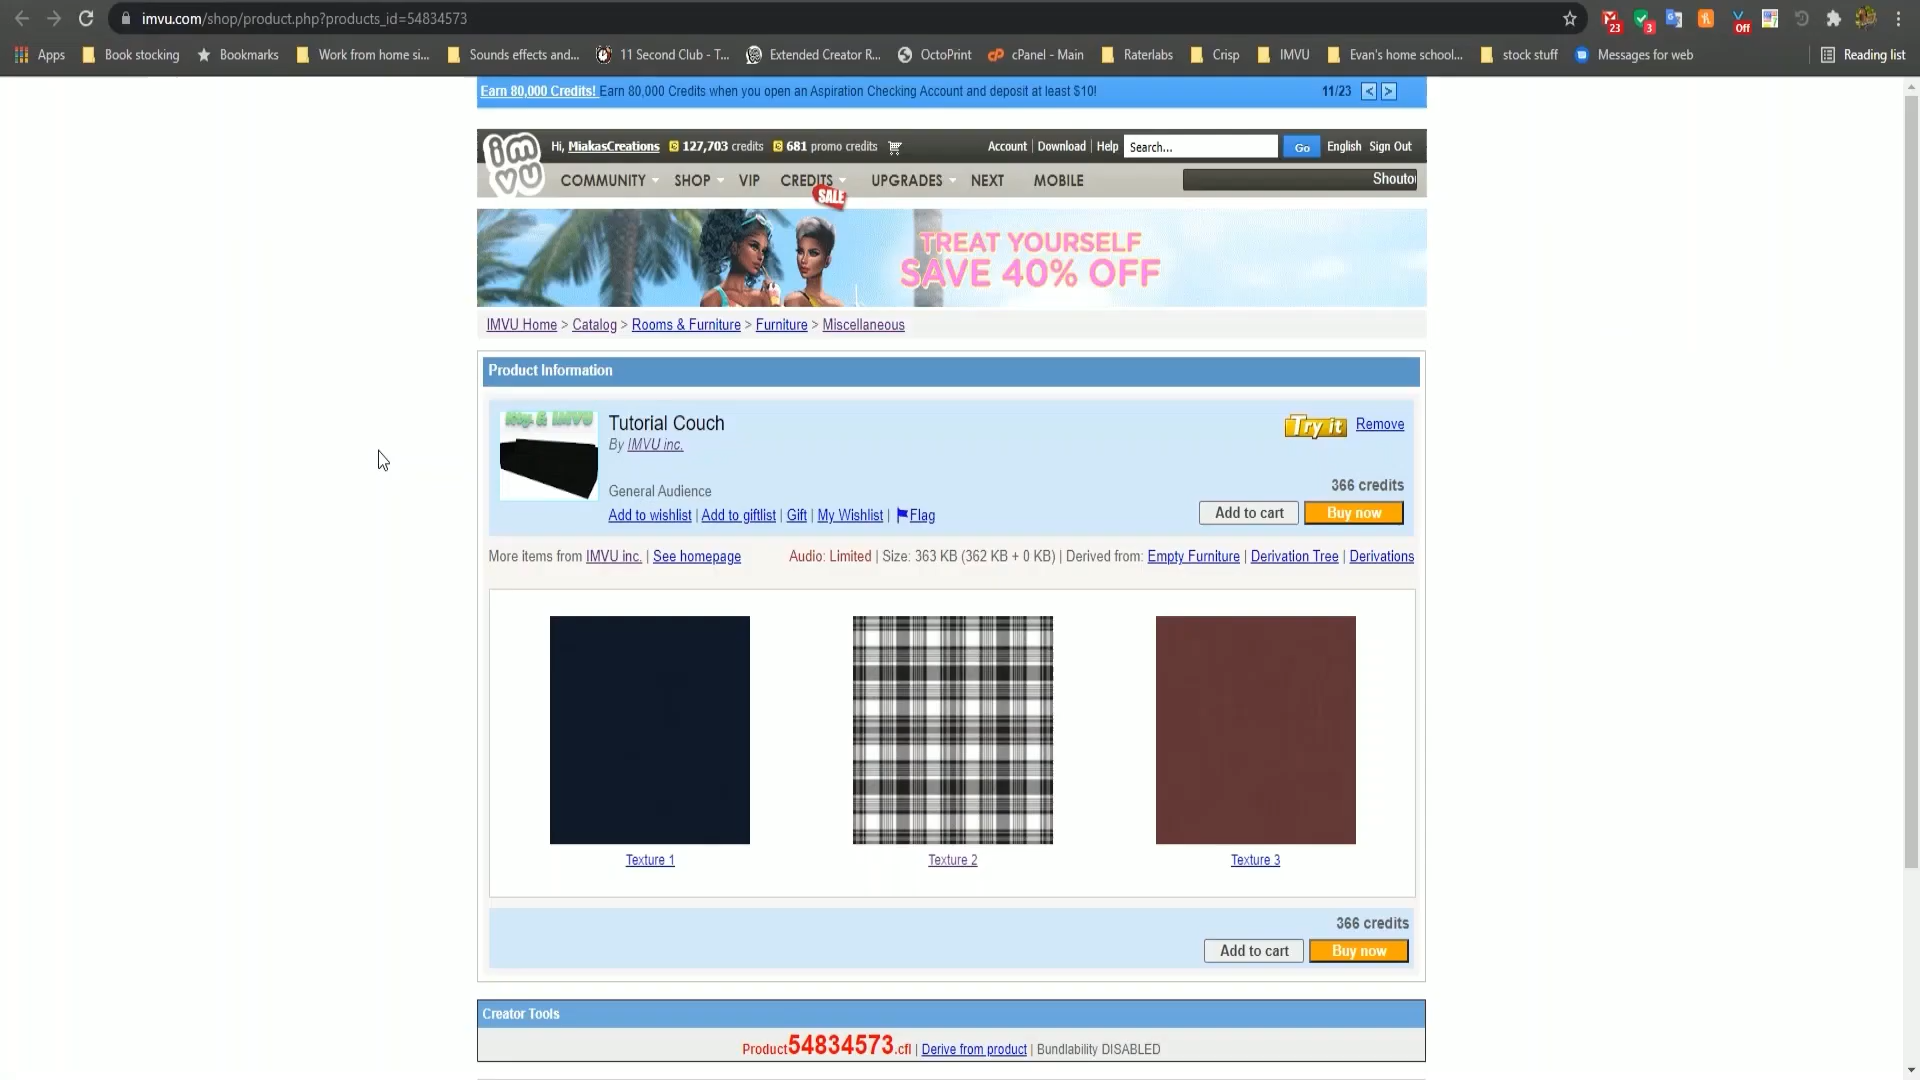 imvu.com/shop/product.php?products_id=54834573
23
3
Off
Apps
Book stocking
Bookmarks
Work from home si...
Sounds effects and...
11 Second Club - T...
Extended Creator R...
OctoPrint
cPanel - Main
Raterlabs
Crisp
IMVU
Evan's home school...
stock stuff
Messages for web
Reading list
Earn 80,000 Credits! Earn 80,000 Credits when you open an Aspiration Checking Account and deposit at least $10!
11/23 < >
imvu
Hi, MiakasCreations 127,703 credits 681 promo credits
Account | Download | Help Search... Go English Sign Out
COMMUNITY SHOP VIP CREDITS UPGRADES NEXT MOBILE
SALE
Shouto
TREAT YOURSELF
SAVE 40% OFF
IMVU Home > Catalog > Rooms & Furniture > Furniture > Miscellaneous
Product Information
Tutorial Couch
By IMVU inc.
Try it Remove
General Audience
366 credits
Add to wishlist | Add to giftlist | Gift | My Wishlist | Flag
Add to cart Buy now
More items from IMVU inc. | See homepage
Audio: Limited | Size: 363 KB (362 KB + 0 KB) | Derived from: Empty Furniture | Derivation Tree | Derivations
Texture 1
Texture 2
Texture 3
366 credits
Add to cart Buy now
Creator Tools
Product54834573.cfl | Derive from product | Bundlability DISABLED